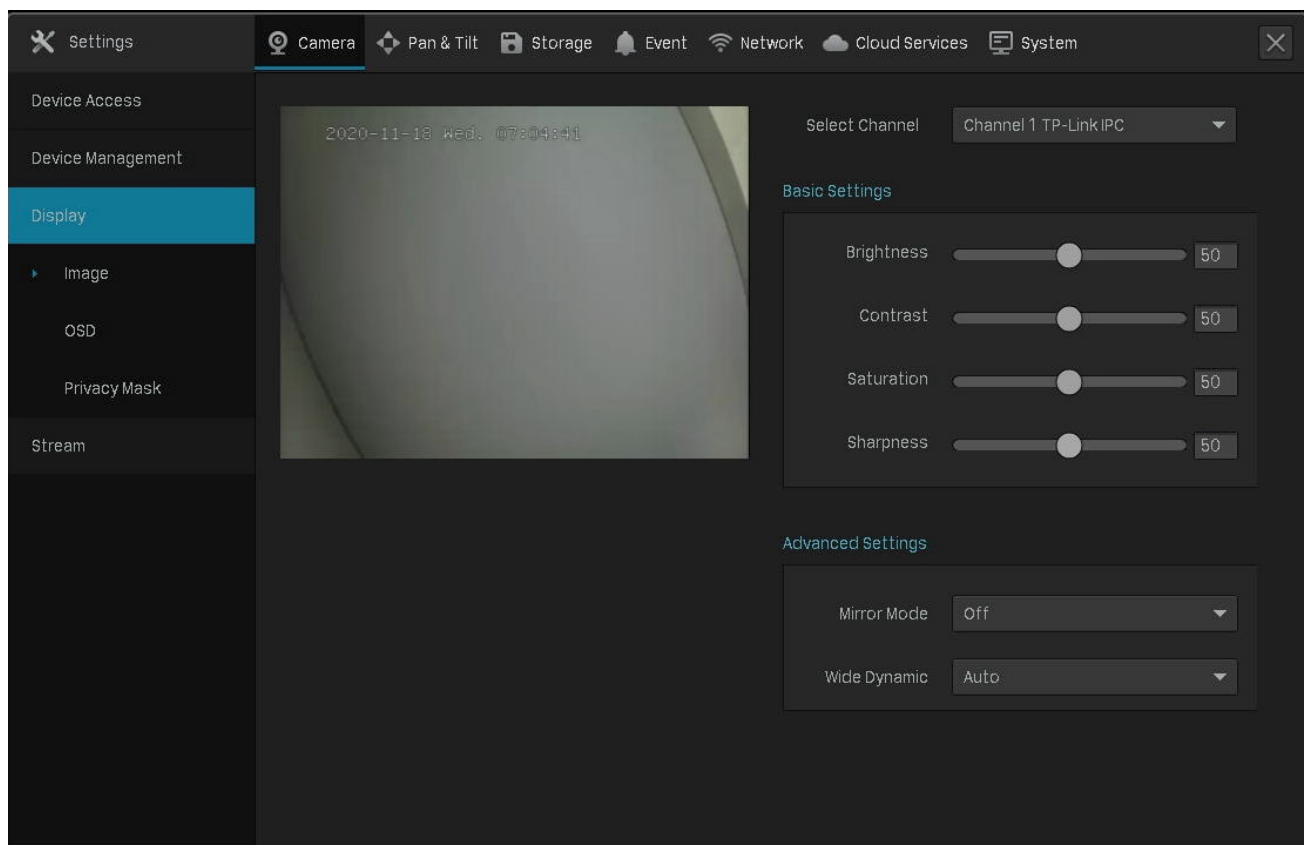 Settings
Camera
Pan & Tilt
Storage
Event
Network
Cloud Services
System
Device Access
Device Management
Display
Image
OSD
Privacy Mask
Stream
2020-11-18 Wed. 07:04:41
Select Channel
Channel 1 TP-Link IPC
Basic Settings
Brightness
50
Contrast
50
Saturation
50
Sharpness
50
Advanced Settings
Mirror Mode
Off
Wide Dynamic
Auto